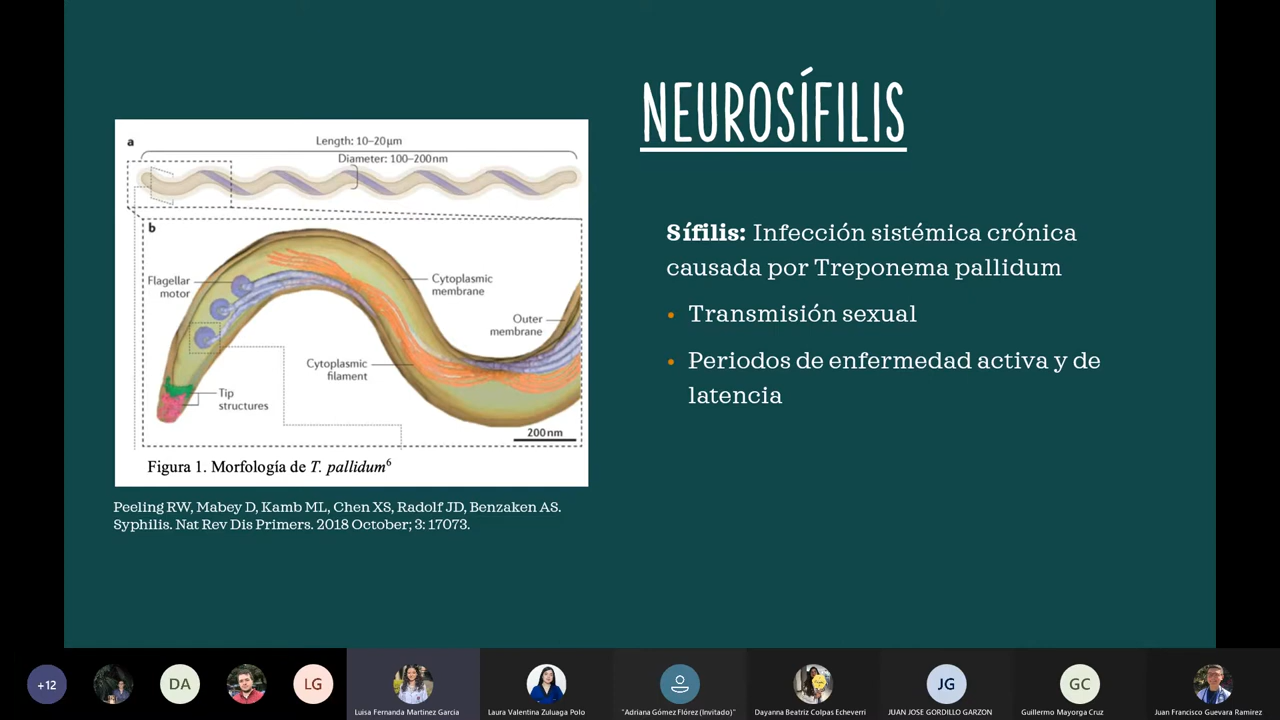 NEUROSÍFILIS
a
Length: 10–20µm
Diameter: 100–200nm
b
Flagellar
motor
Cytoplasmic
membrane
Outer
membrane
Cytoplasmic
filament
Tip
structures
200nm
Figura 1. Morfología de T. pallidum6
Peeling RW, Mabey D, Kamb ML, Chen XS, Radolf JD, Benzaken AS.
Syphilis. Nat Rev Dis Primers. 2018 October; 3: 17073.
Sífilis: Infección sistémica crónica
causada por Treponema pallidum
• Transmisión sexual
• Periodos de enfermedad activa y de
latencia
+12
DA
LG
Luisa Fernanda Martinez Garcia
Laura Valentina Zuluaga Polo
"Adriana Gómez Flórez (Invitado)"
Dayanna Beatriz Colpas Echeverri
JG
JUAN JOSE GORDILLO GARZON
GC
Guillermo Mayorga Cruz
Juan Francisco Guevara Ramirez